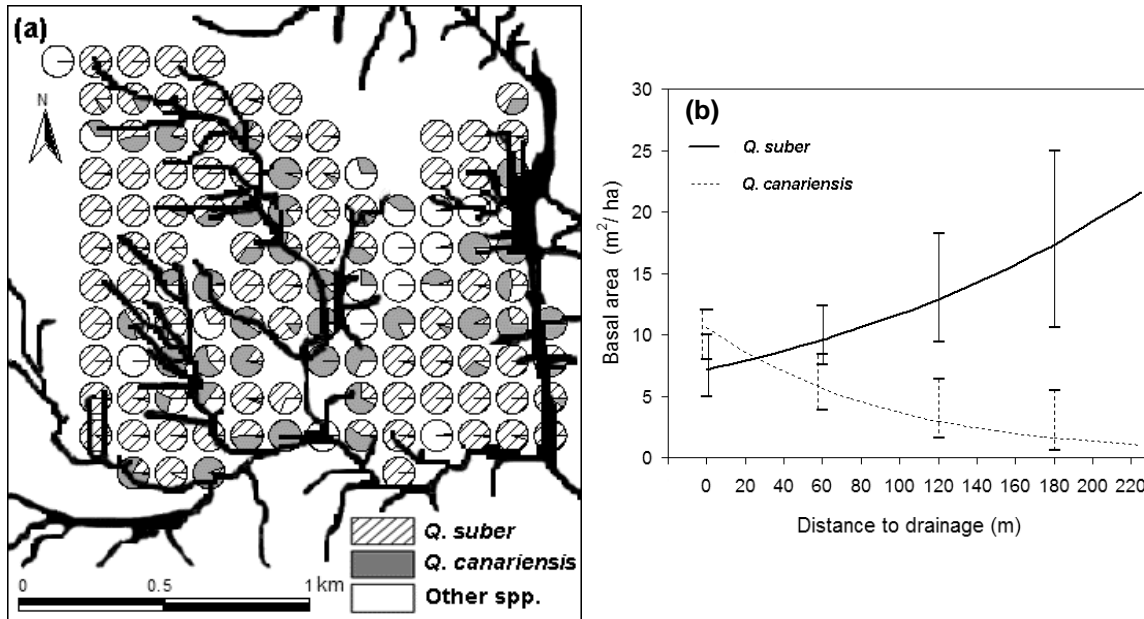 (a)
N
Q. suber
Q. canariensis
Other spp.
0 0.5 1 km
(b)
Q. suber
Q. canariensis
30
25
20
15
10
5
0
Basal area (m²/ ha)
0 20 40 60 80 100 120 140 160 180 200 220
Distance to drainage (m)